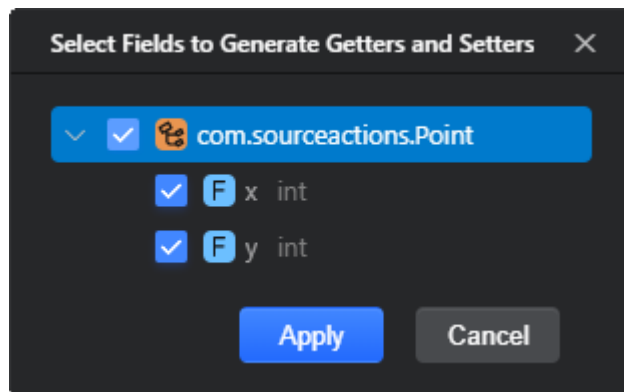 Select Fields to Generate Getters and Setters
com.sourceactions.Point
F x int
F y int
Apply Cancel